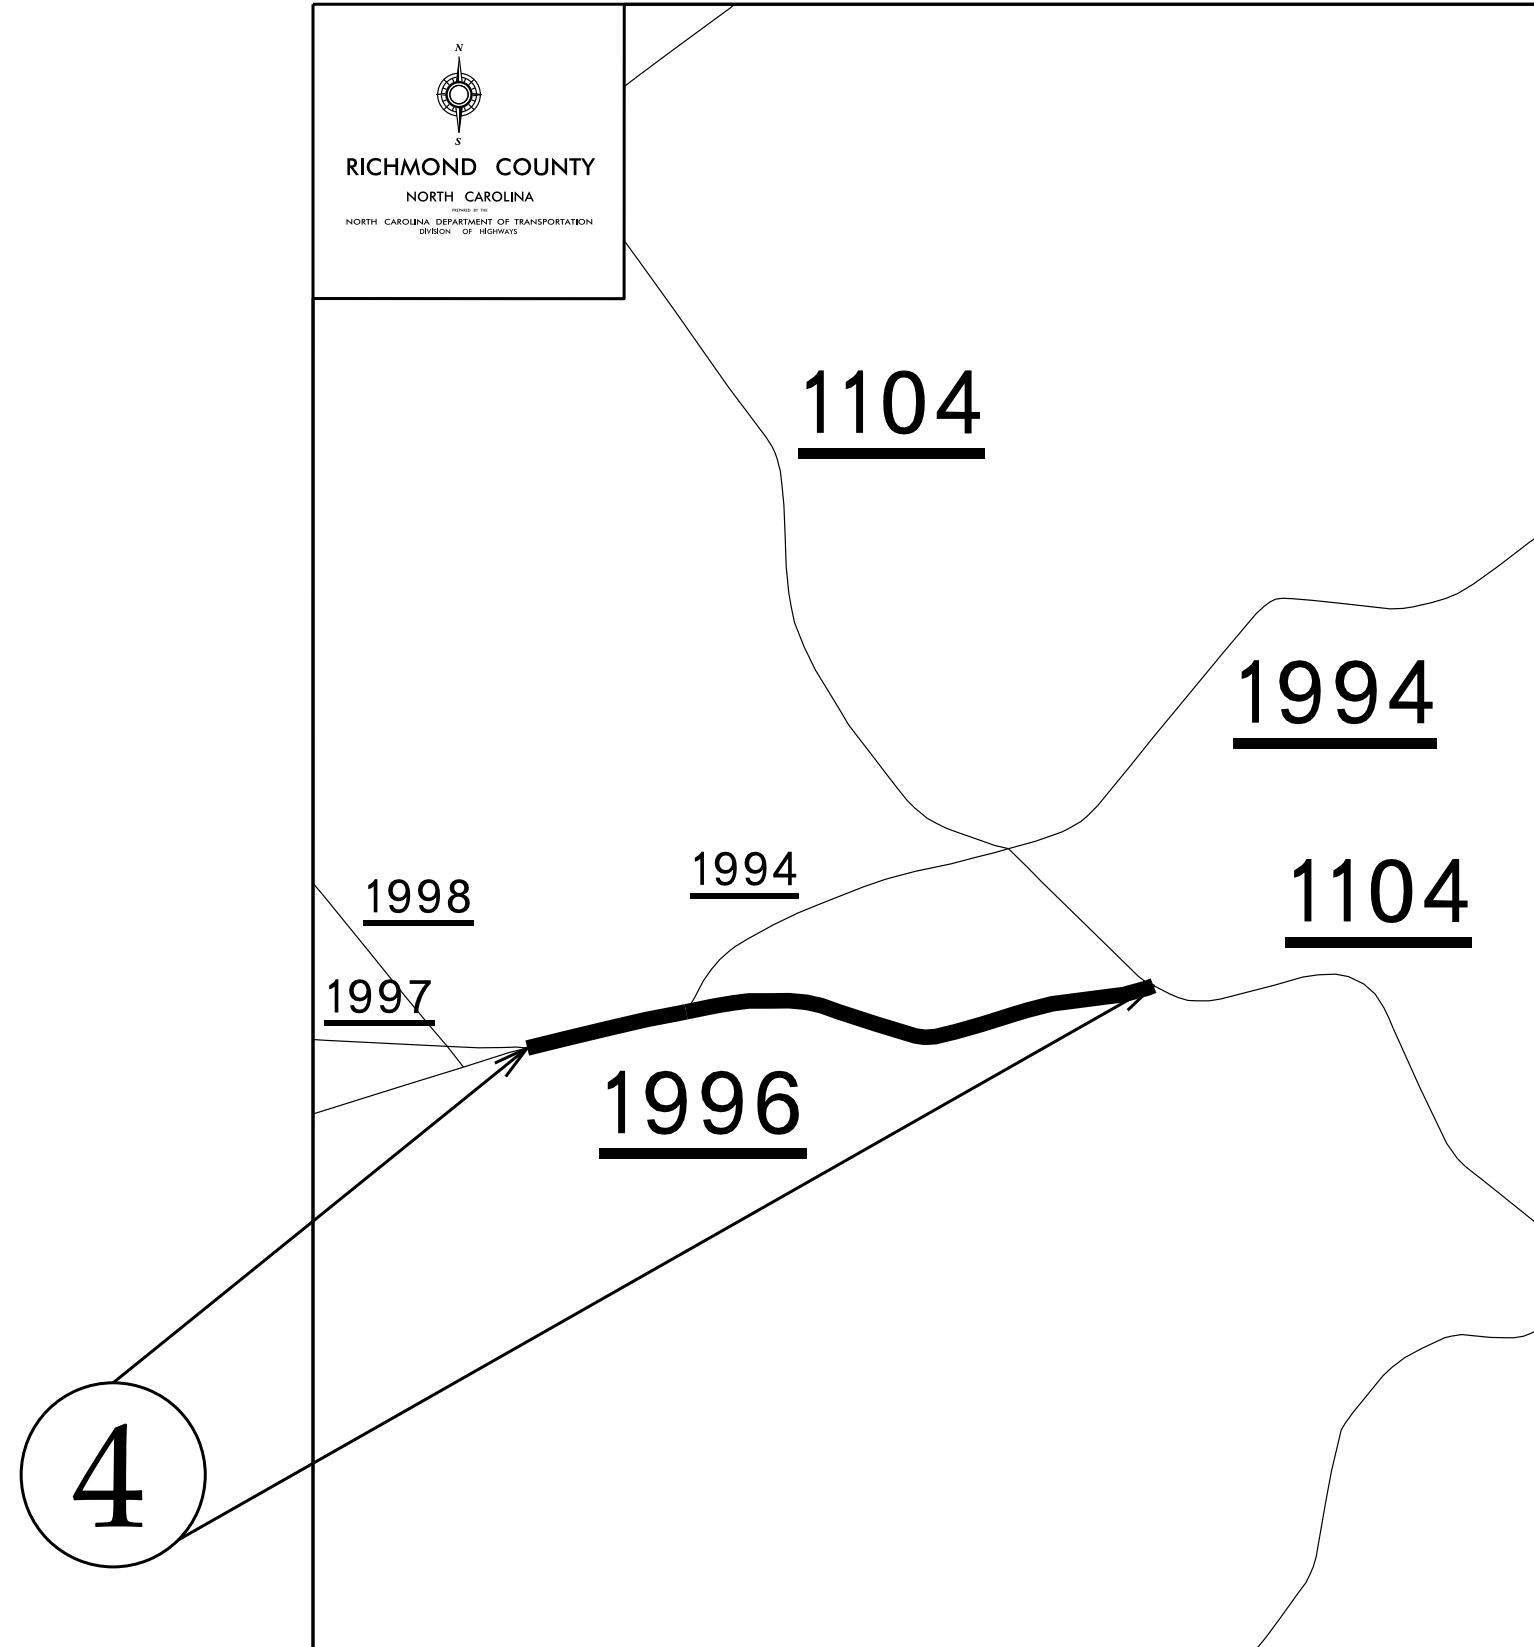 N
S
RICHMOND COUNTY
NORTH CAROLINA
PREPARED BY THE
NORTH CAROLINA DEPARTMENT OF TRANSPORTATION
DIVISION OF HIGHWAYS
1104
1994
1104
1994
1998
1997
1996
4